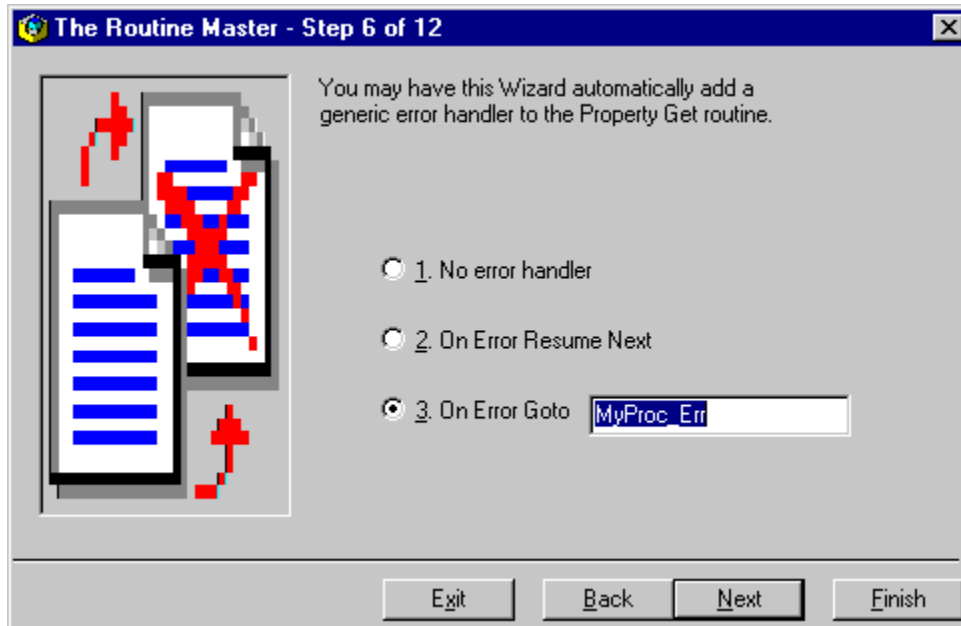 The Routine Master - Step 6 of 12
You may have this Wizard automatically add a
generic error handler to the Property Get routine.
1. No error handler
2. On Error Resume Next
3. On Error Goto MyProc_Err
Exit Back Next Finish